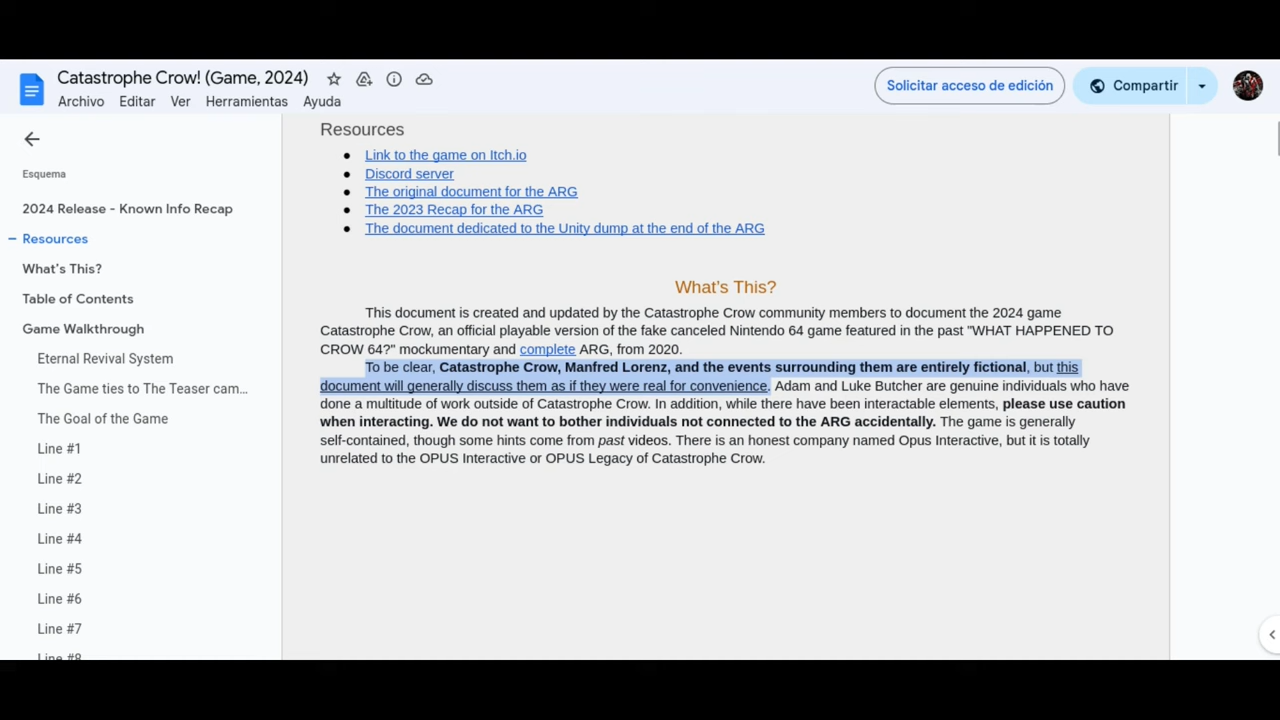 Catastrophe Crow! (Game, 2024)
Archivo Editar Ver Herramientas Ayuda
Solicitar acceso de edición
Compartir
Esquema
2024 Release - Known Info Recap
Resources
What's This?
Table of Contents
Game Walkthrough
Eternal Revival System
The Game ties to The Teaser cam...
The Goal of the Game
Line #1
Line #2
Line #3
Line #4
Line #5
Line #6
Line #7
Line #8
Resources
● Link to the game on Itch.io
● Discord server
● The original document for the ARG
● The 2023 Recap for the ARG
● The document dedicated to the Unity dump at the end of the ARG
What's This?
This document is created and updated by the Catastrophe Crow community members to document the 2024 game
Catastrophe Crow, an official playable version of the fake canceled Nintendo 64 game featured in the past "WHAT HAPPENED TO
CROW 64?" mockumentary and complete ARG, from 2020.
To be clear, Catastrophe Crow, Manfred Lorenz, and the events surrounding them are entirely fictional, but this
document will generally discuss them as if they were real for convenience. Adam and Luke Butcher are genuine individuals who have
done a multitude of work outside of Catastrophe Crow. In addition, while there have been interactable elements, please use caution
when interacting. We do not want to bother individuals not connected to the ARG accidentally. The game is generally
self-contained, though some hints come from past videos. There is an honest company named Opus Interactive, but it is totally
unrelated to the OPUS Interactive or OPUS Legacy of Catastrophe Crow.